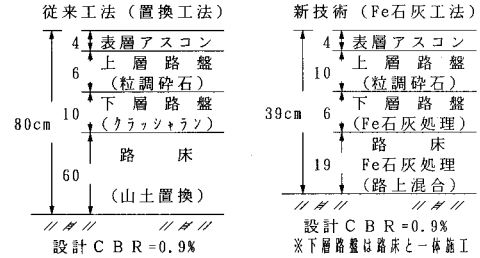 従来工法（置換工法）
80cm
4 表層アスコン
6 上層路盤
（粒調砕石）
10 下層路盤
（クラッシャラン）
60 路床
（山土置換）
設計CBR=0.9%
新技術（Fe石灰工法）
39cm
4 表層アスコン
10 上層路盤
（粒調砕石）
6 下層路盤
（Fe石灰処理）
19 路床
Fe石灰処理
（路上混合）
設計CBR=0.9%
※下層路盤は路床と一体施工